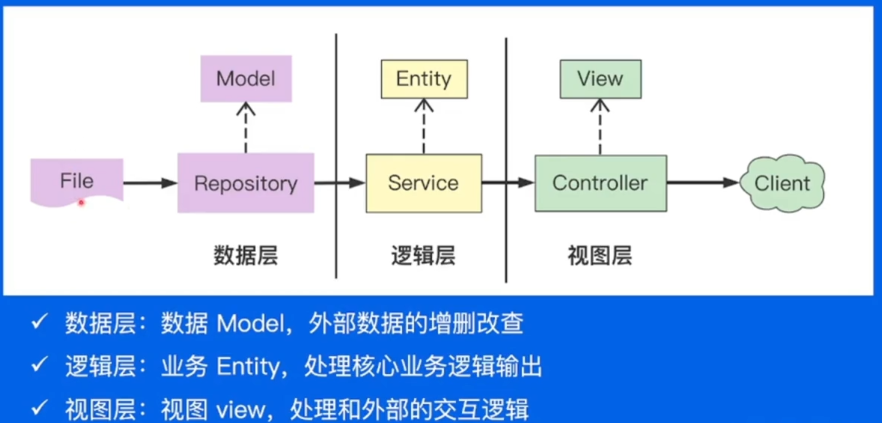 Model
Entity
View
File
Repository
Service
Controller
Client
数据层
逻辑层
视图层
✓ 数据层：数据 Model，外部数据的增删改查
✓ 逻辑层：业务 Entity，处理核心业务逻辑输出
✓ 视图层：视图 view，处理和外部的交互逻辑